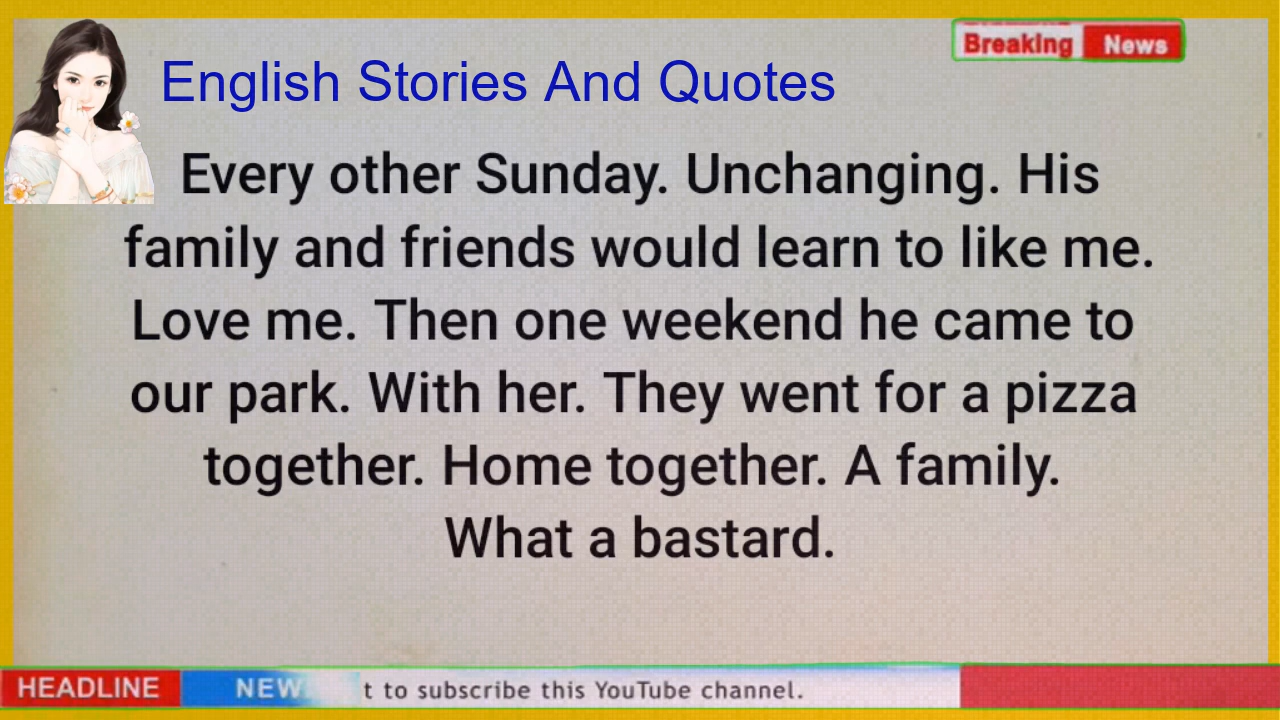 Breaking News
English Stories And Quotes
Every other Sunday. Unchanging. His
family and friends would learn to like me.
Love me. Then one weekend he came to
our park. With her. They went for a pizza
together. Home together. A family.
What a bastard.
HEADLINE NEW t to subscribe this YouTube channel.